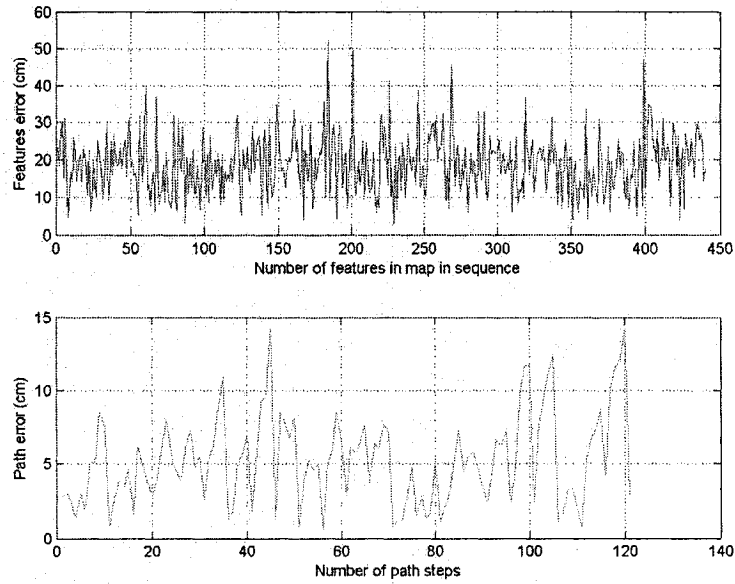 60
50
40
30
20
10
0
Features error (cm)
0 50 100 150 200 250 300 350 400 450
Number of features in map in sequence
15
10
5
0
Path error (cm)
0 20 40 60 80 100 120 140
Number of path steps